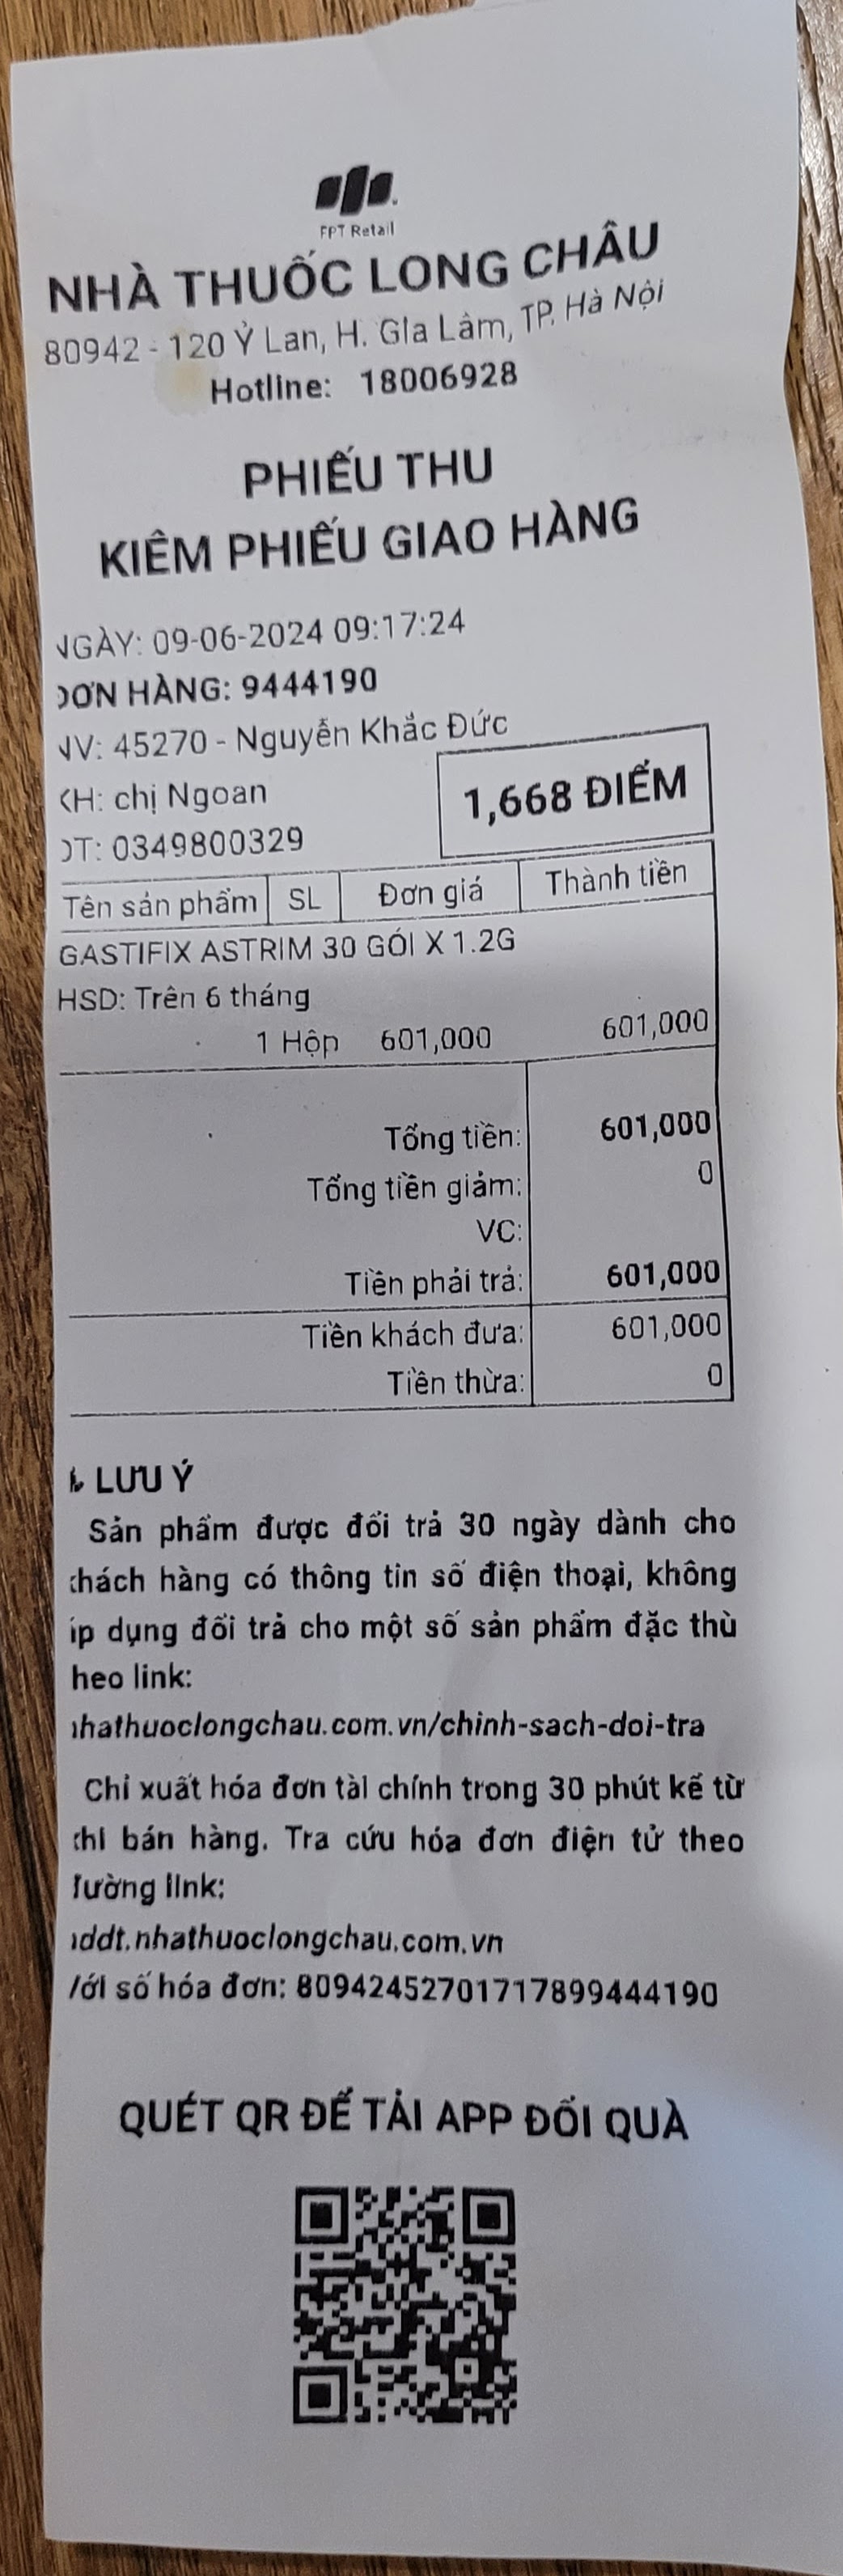 FPT Retail
NHÀ THUỐC LONG CHÂU
80942 - 120 Ỷ Lan, H. Gia Lâm, TP. Hà Nội
Hotline: 18006928
PHIẾU THU
KIÊM PHIẾU GIAO HÀNG
NGÀY: 09-06-2024 09:17:24
ĐƠN HÀNG: 9444190
NV: 45270 - Nguyễn Khắc Đức
KH: chị Ngoan
1,668 ĐIỂM
ĐT: 0349800329
Tên sản phẩm SL Đơn giá Thành tiền
GASTIFIX ASTRIM 30 GÓI X 1.2G
HSD: Trên 6 tháng
1 Hộp 601,000 601,000
Tổng tiền: 601,000
Tổng tiền giảm: 0
VC:
Tiền phải trả: 601,000
Tiền khách đưa: 601,000
Tiền thừa: 0
LƯU Ý
Sản phẩm được đổi trả 30 ngày dành cho
khách hàng có thông tin số điện thoại, không
áp dụng đổi trả cho một số sản phẩm đặc thù
theo link:
nhathuoclongchau.com.vn/chinh-sach-doi-tra
Chỉ xuất hóa đơn tài chính trong 30 phút kể từ
khi bán hàng. Tra cứu hóa đơn điện tử theo
đường link:
hddt.nhathuoclongchau.com.vn
Với số hóa đơn: 80942452701717899444190
QUÉT QR ĐỂ TẢI APP ĐỔI QUÀ